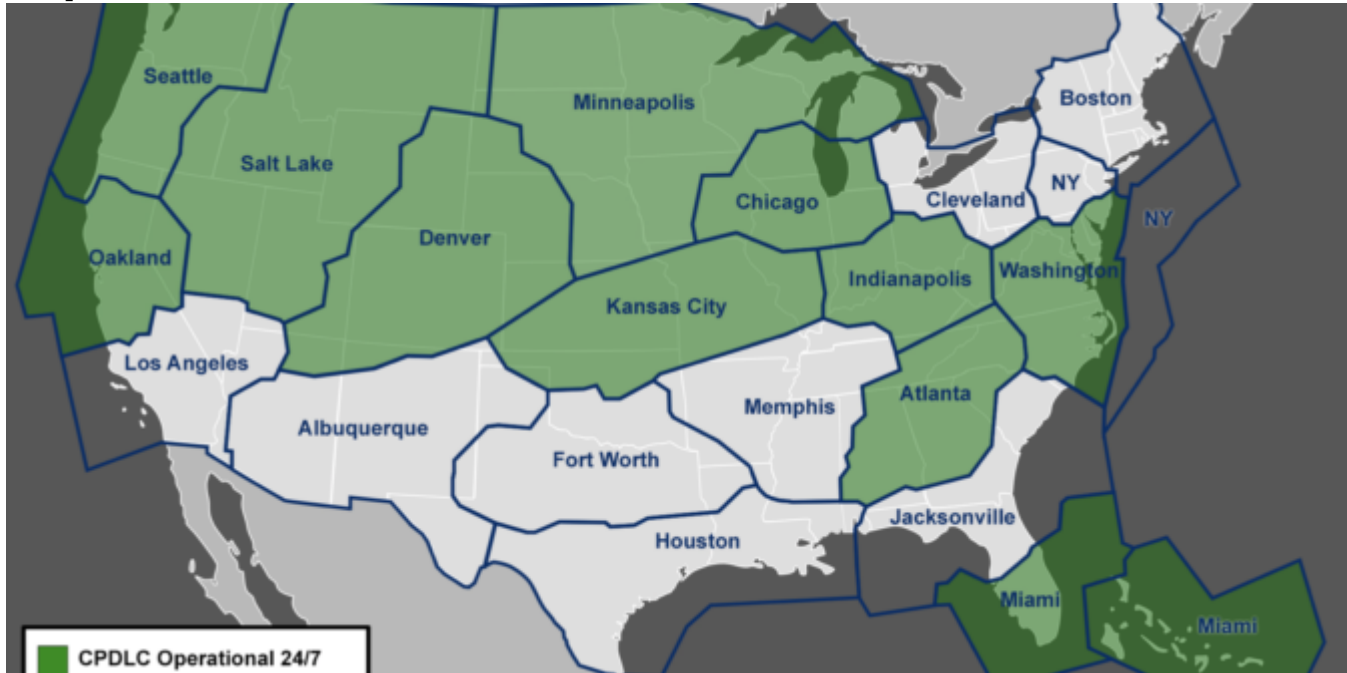 Seattle
Minneapolis
Boston
Salt Lake
Chicago
Cleveland
NY
NY
Denver
Oakland
Indianapolis
Washington
Kansas City
Los Angeles
Albuquerque
Memphis
Atlanta
Fort Worth
Houston
Jacksonville
Miami
Miami
CPDLC Operational 24/7